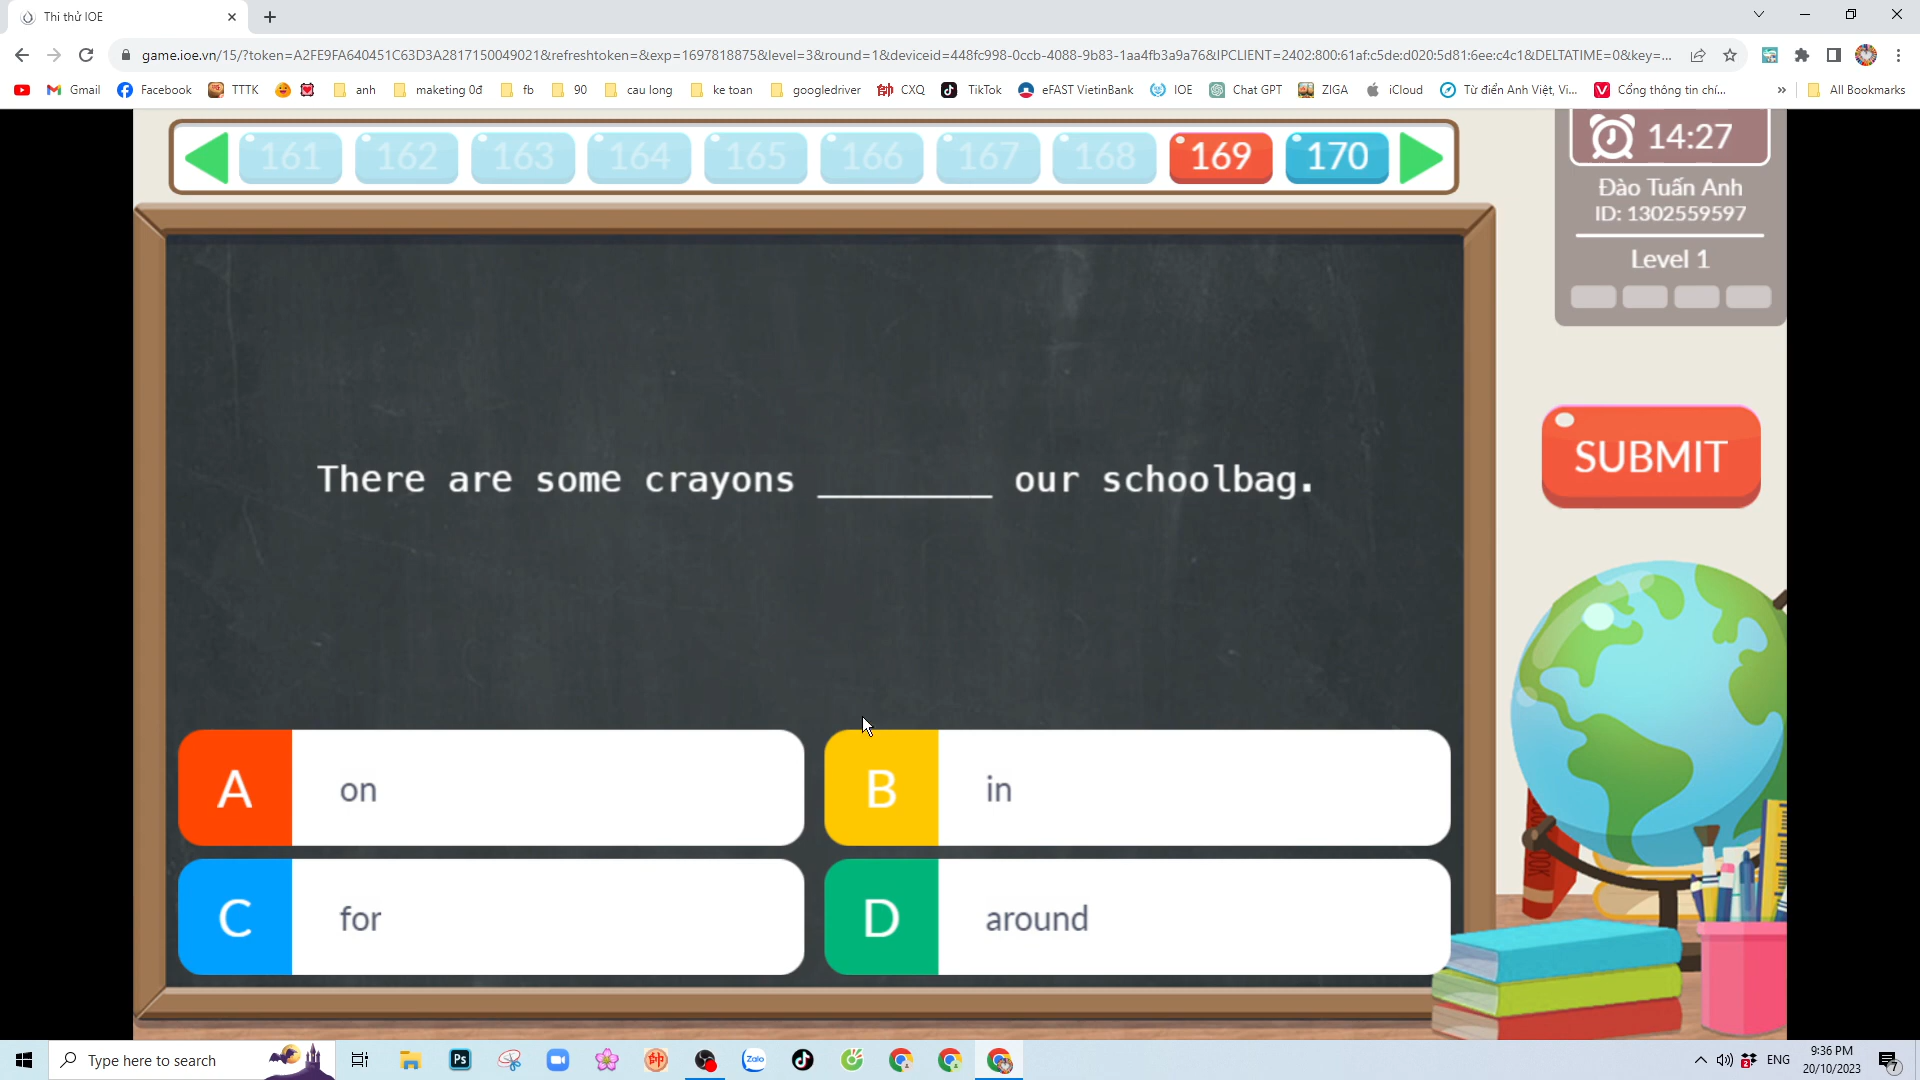 Thi thử IOE
game.ioe.vn/15/?token=A2FE9FA640451C63D3A2817150049021&refreshtoken=&exp=1697818875&level=3&round=1&deviceid=448fc998-0ccb-4088-9b83-1aa4fb3a9a76&IPCLIENT=2402:800:61af:c5de:d020:5d81:6ee:c4c1&DELTATIME=0&key=...
Gmail Facebook TTTK anh maketing 0đ fb 90 cau long ke toan googledriver CXQ TikTok eFAST VietinBank IOE Chat GPT ZIGA iCloud Từ điển Anh Việt, Vi... Cổng thông tin chí... » All Bookmarks
161 162 163 164 165 166 167 168 169 170
14:27
Đào Tuấn Anh
ID: 1302559597
Level 1
There are some crayons ________ our schoolbag.
SUBMIT
A on
B in
C for
D around
Type here to search
Ps
Zalo
ENG
9:36 PM
20/10/2023
7